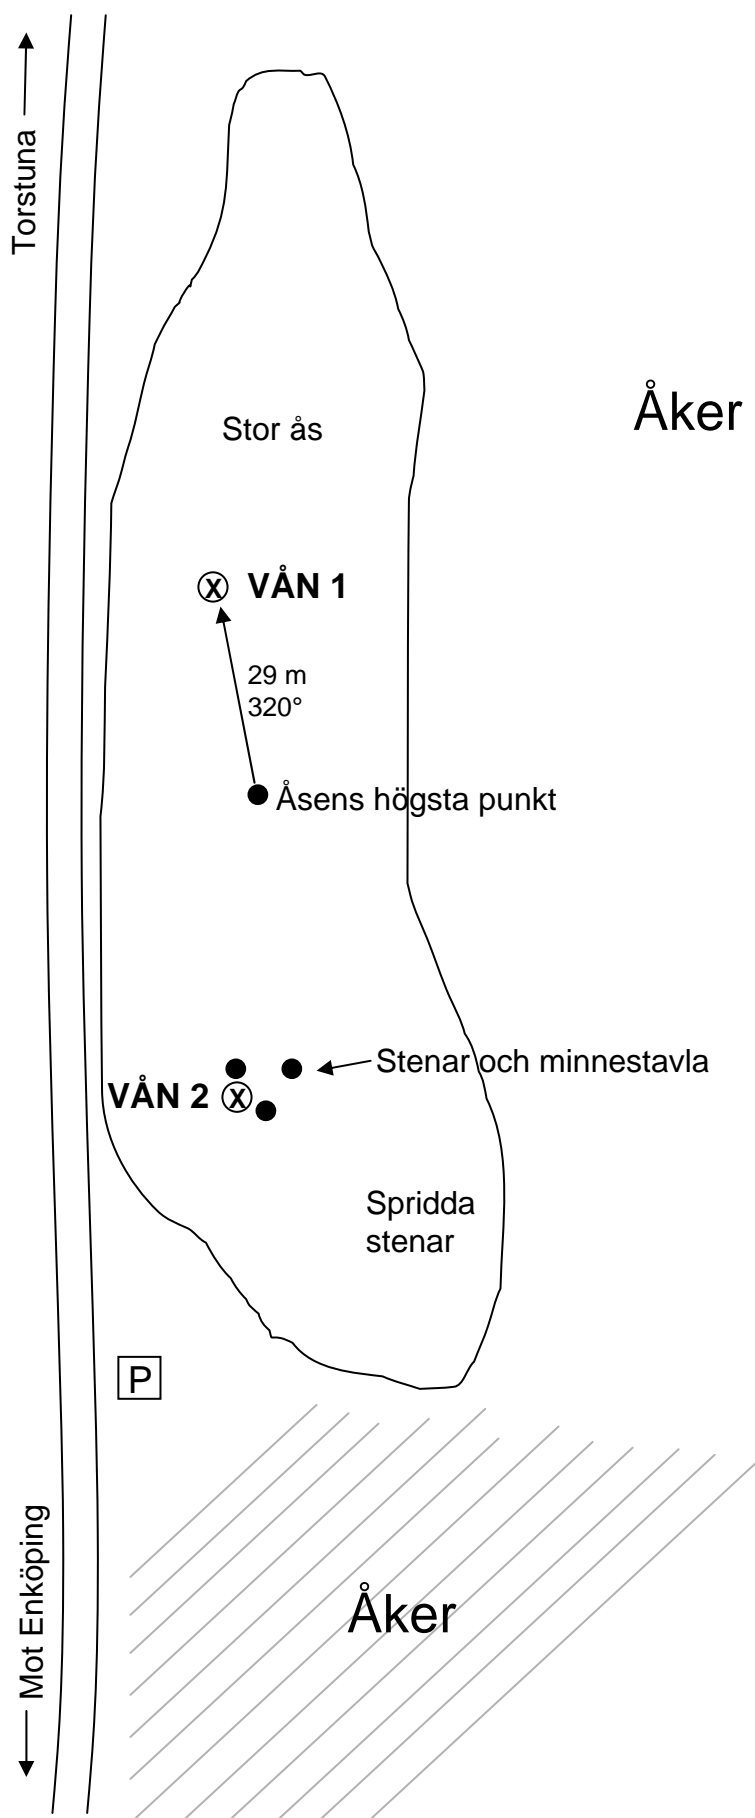 Torstuna
Åker
Stor ås
X VÅN 1
29 m
320°
Åsens högsta punkt
Stenar och minnestavla
VÅN 2 X
Spridda
stenar
P
Mot Enköping
Åker